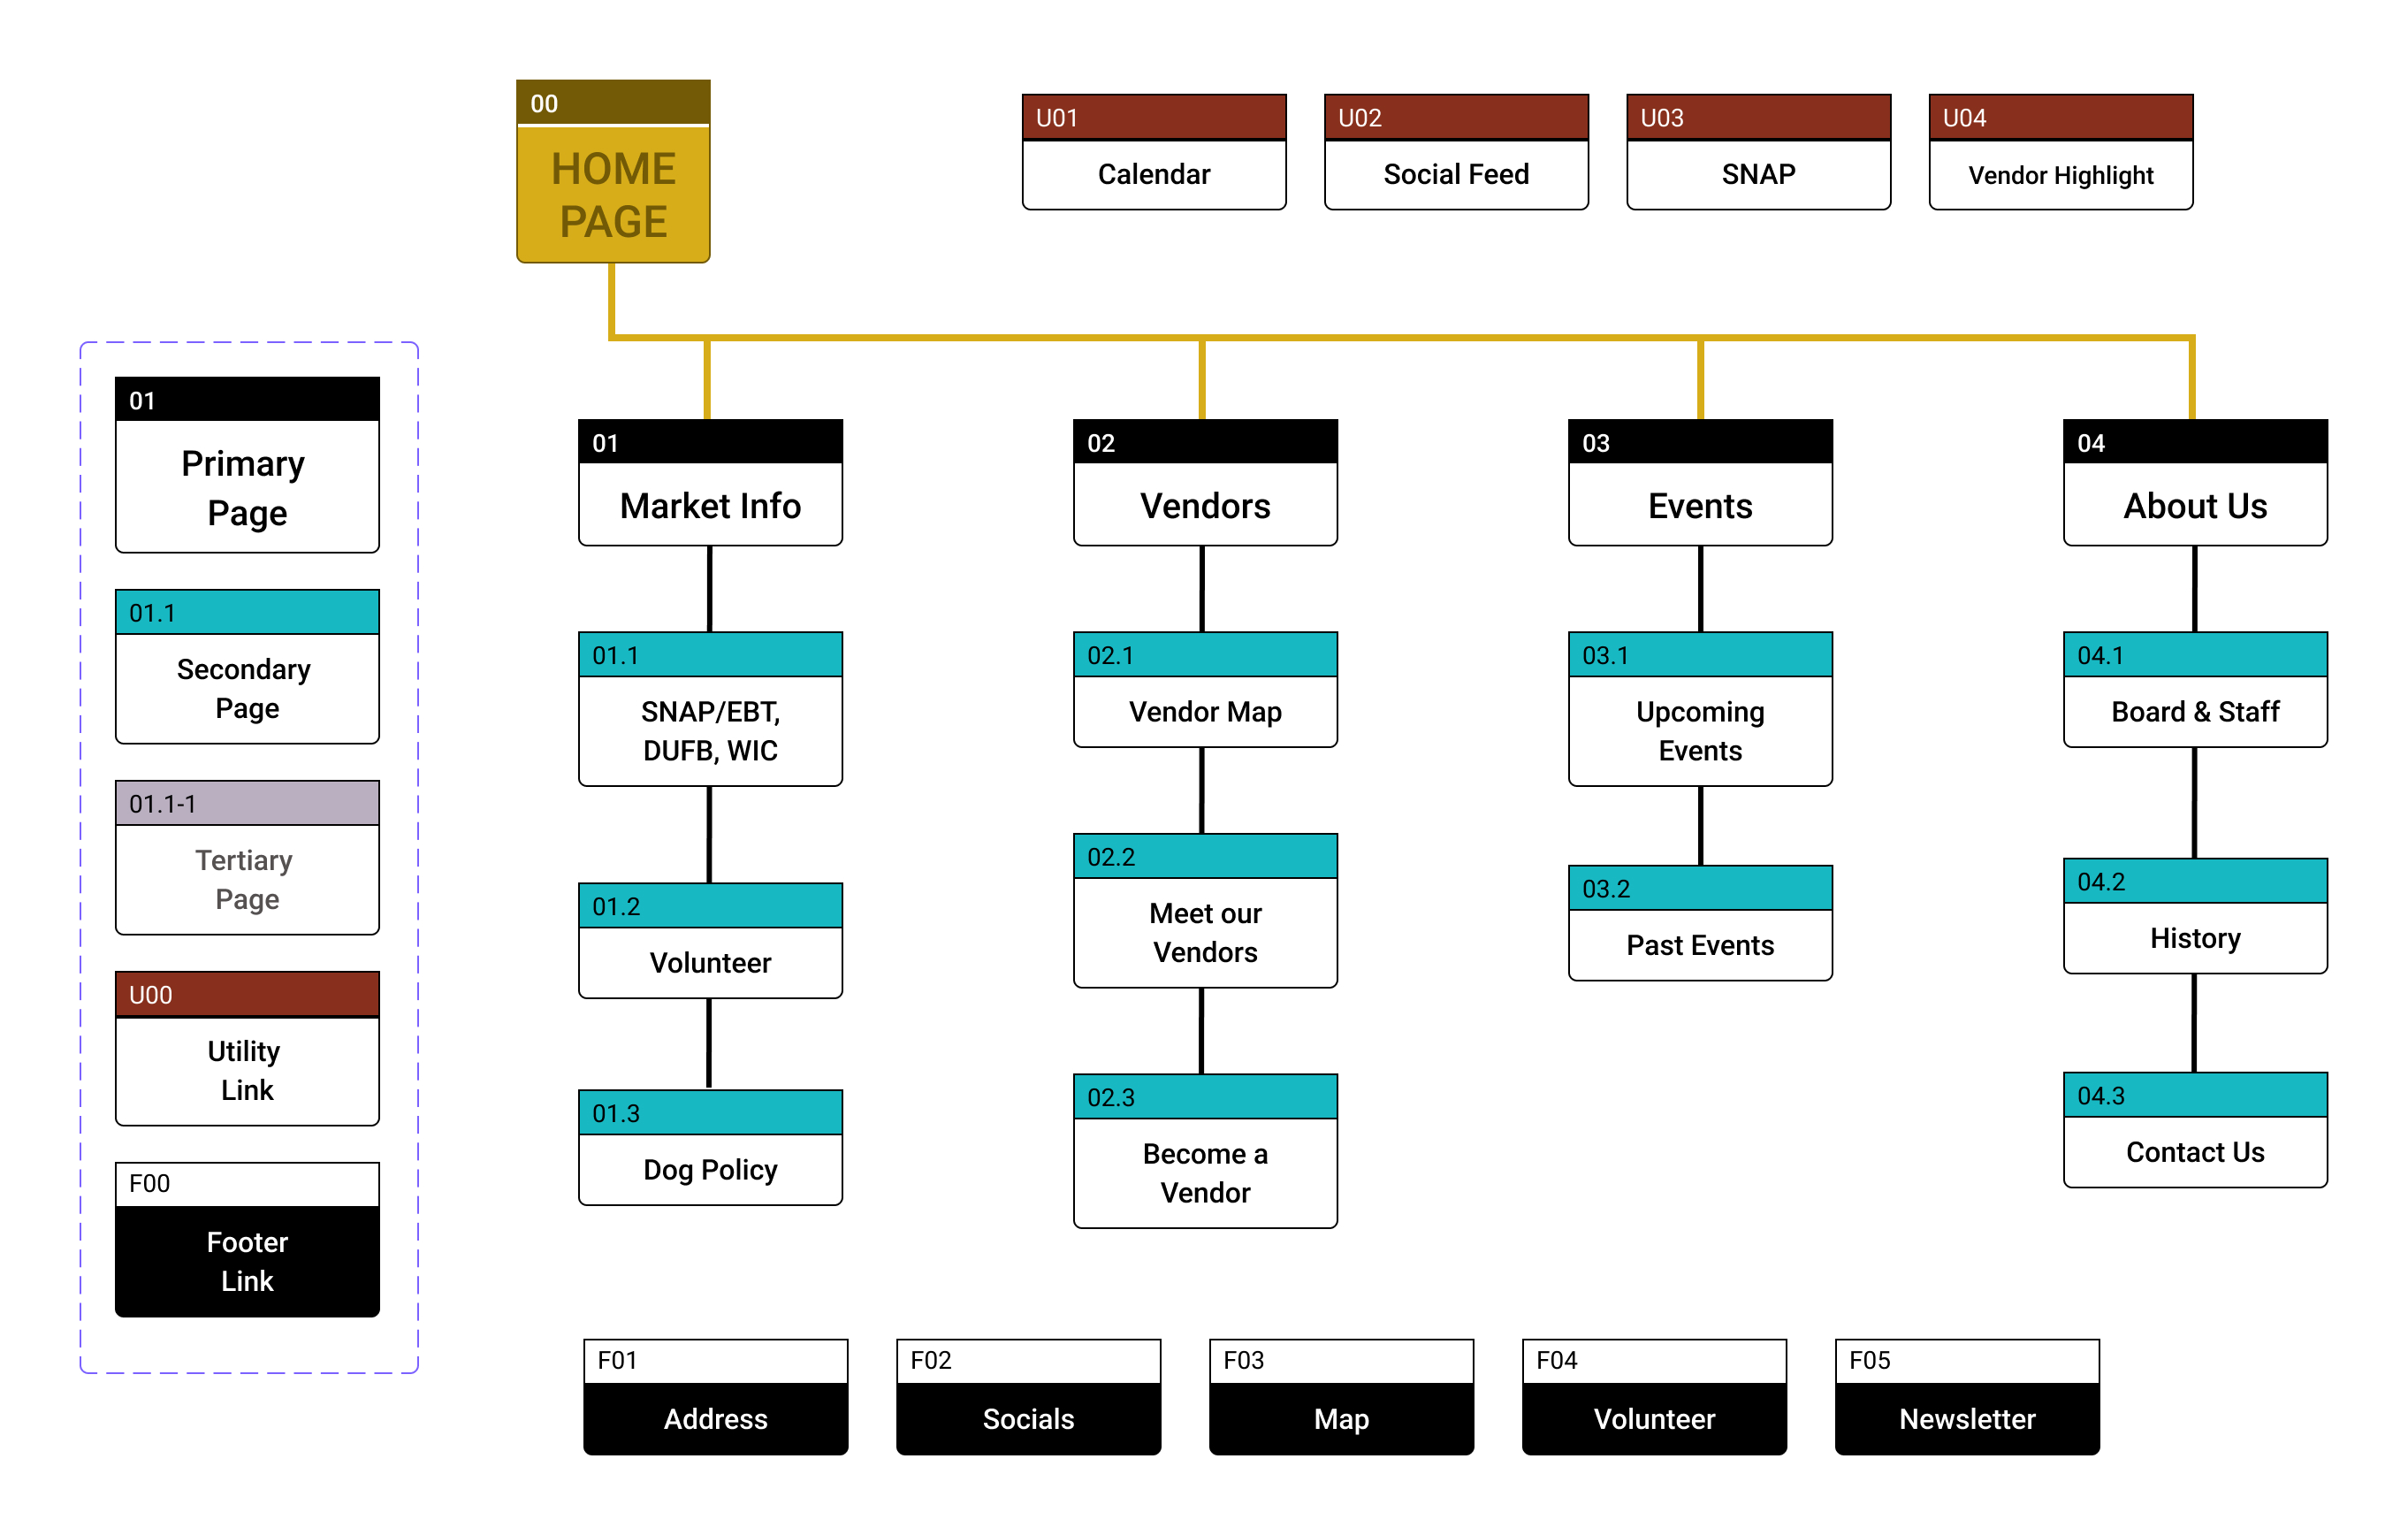 00
HOME
PAGE
U01
Calendar
U02
Social Feed
U03
SNAP
U04
Vendor Highlight
01
Primary
Page
01.1
Secondary
Page
01.1-1
Tertiary
Page
U00
Utility
Link
F00
Footer
Link
01
Market Info
01.1
SNAP/EBT,
DUFB, WIC
01.2
Volunteer
01.3
Dog Policy
02
Vendors
02.1
Vendor Map
02.2
Meet our
Vendors
02.3
Become a
Vendor
03
Events
03.1
Upcoming
Events
03.2
Past Events
04
About Us
04.1
Board & Staff
04.2
History
04.3
Contact Us
F01
Address
F02
Socials
F03
Map
F04
Volunteer
F05
Newsletter